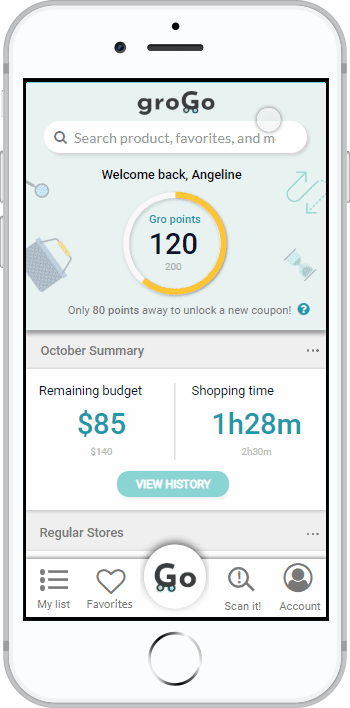 groGo
Search product, favorites, and m
Welcome back, Angeline
Gro points
120
200
Only 80 points away to unlock a new coupon! ?
October Summary ...
Remaining budget Shopping time
$85 1h28m
$140 2h30m
VIEW HISTORY
Regular Stores ...
Go
My list Favorites Scan it! Account